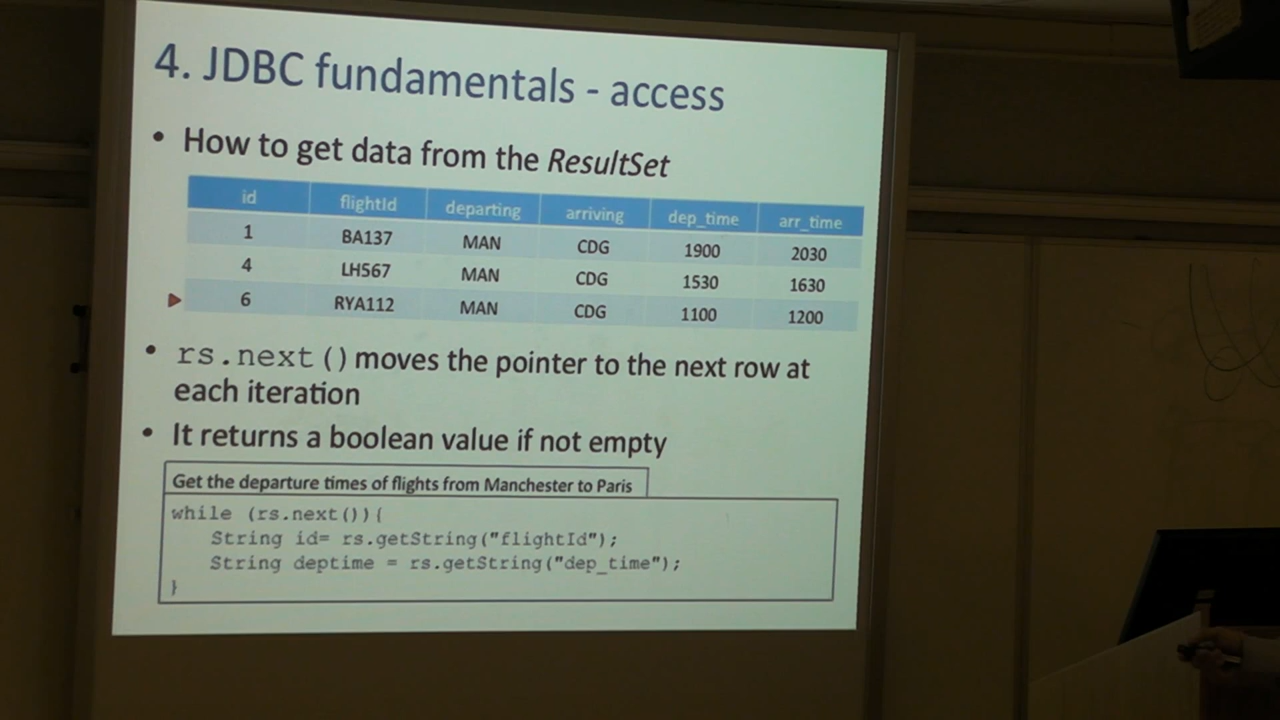 4. JDBC fundamentals - access
• How to get data from the ResultSet
id flightId departing arriving dep_time arr_time
1 BA137 MAN CDG 1900 2030
4 LH567 MAN CDG 1530 1630
6 RYA112 MAN CDG 1100 1200
• rs.next() moves the pointer to the next row at
each iteration
• It returns a boolean value if not empty
Get the departure times of flights from Manchester to Paris
while (rs.next()){
String id= rs.getString("flightId");
String deptime = rs.getString("dep_time");
}